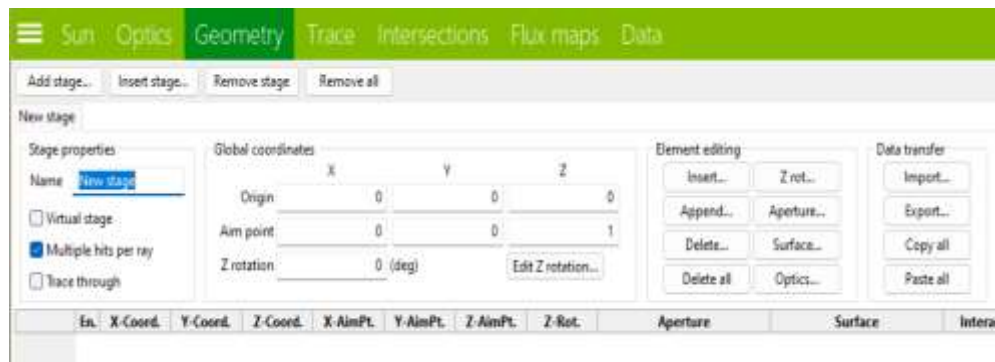 Sun Optics Geometry Trace Intersections Flux maps Data
Add stage... Insert stage... Remove stage Remove all
New stage
Stage properties Global coordinates Element editing Data transfer
X Y Z
Name New stage Insert... Z rot... Import...
Origin 0 0 0
Virtual stage Append... Aperture... Export...
Aim point 0 0 1
Multiple hits per ray Delete... Surface... Copy all
Z rotation 0 (deg) Edit Z rotation...
Trace through Delete all Optics... Paste all
En. X-Coord. Y-Coord. Z-Coord. X-AimPt. Y-AimPt. Z-AimPt. Z-Rot. Aperture Surface Intera